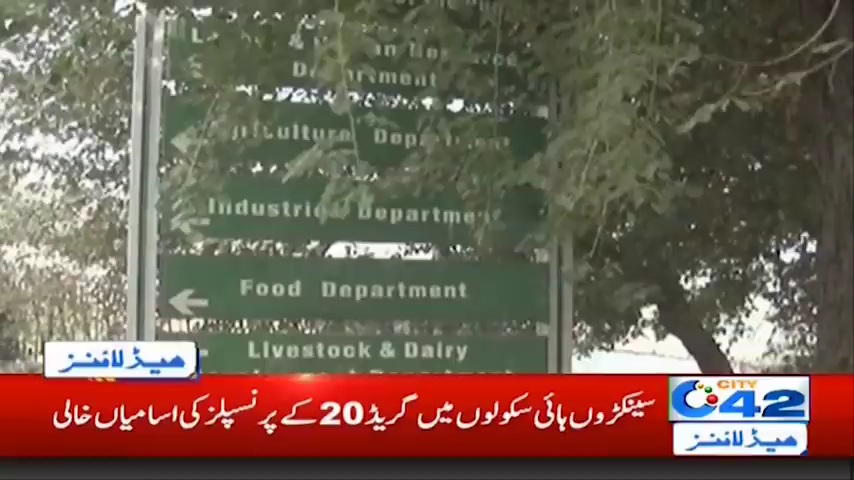 Department
Agriculture Department
Industries Department
Food Department
Livestock & Dairy
ہیڈلائنز
سینکڑوں ہائی سکولوں میں گریڈ 20 کے پرنسپلز کی اسامیاں خالی
CITY
42
ہیڈلائنز